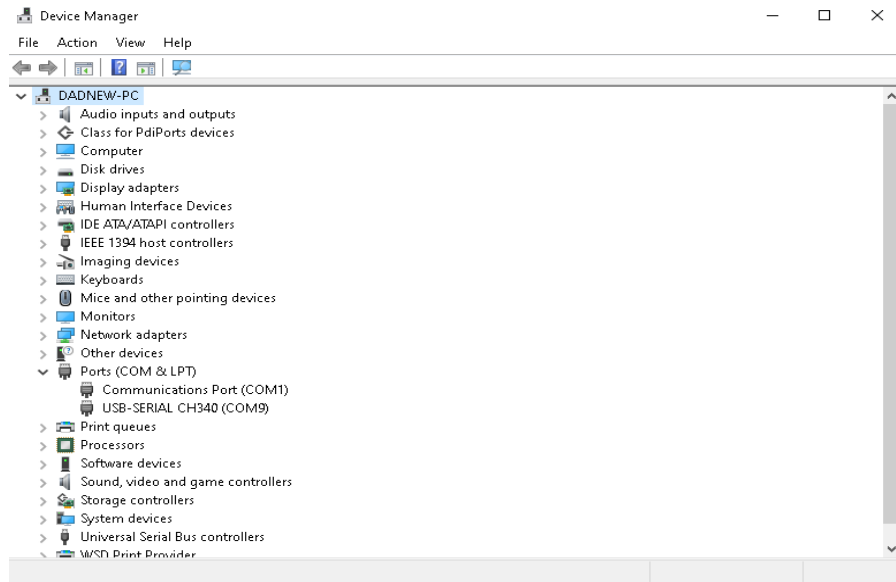 Device Manager
File Action View Help
DADNEW-PC
Audio inputs and outputs
Class for PdiPorts devices
Computer
Disk drives
Display adapters
Human Interface Devices
IDE ATA/ATAPI controllers
IEEE 1394 host controllers
Imaging devices
Keyboards
Mice and other pointing devices
Monitors
Network adapters
Other devices
Ports (COM & LPT)
Communications Port (COM1)
USB-SERIAL CH340 (COM9)
Print queues
Processors
Software devices
Sound, video and game controllers
Storage controllers
System devices
Universal Serial Bus controllers
WSD Print Provider